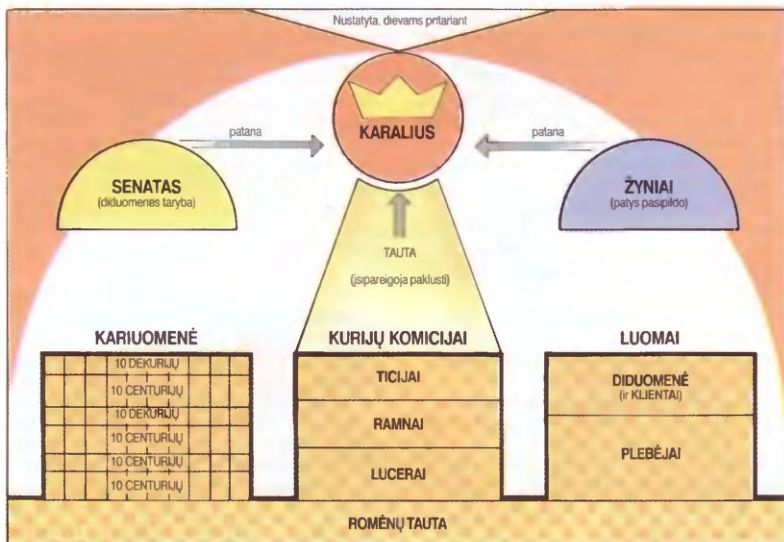 Nustatyta, dievams pritariant
KARALIUS
patana
patana
SENATAS
(diduomenės taryba)
ŽYNIAI
(patys pasipildo)
TAUTA
(įsipareigoja paklusti)
KARIUOMENĖ
10 DEKURIJŲ
10 CENTURIJŲ
10 DEKURIJŲ
10 CENTURIJŲ
10 CENTURIJŲ
10 CENTURIJŲ
KURIJŲ KOMICIJAI
TICIJAI
RAMNAI
LUCERAI
LUOMAI
DIDUOMENĖ
(ir KLIENTAI)
PLEBĖJAI
ROMĖNŲ TAUTA